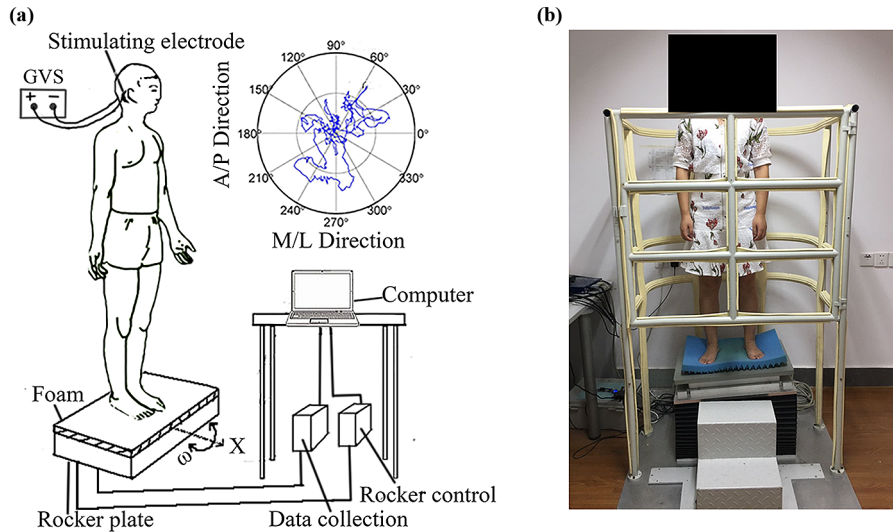 (a)
Stimulating electrode
GVS
+ −
90°
120° 60°
150° 30°
180° 0°
210° 330°
240° 300°
270°
A/P Direction
M/L Direction
Computer
Foam
ω X
Rocker plate
Data collection
Rocker control
(b)